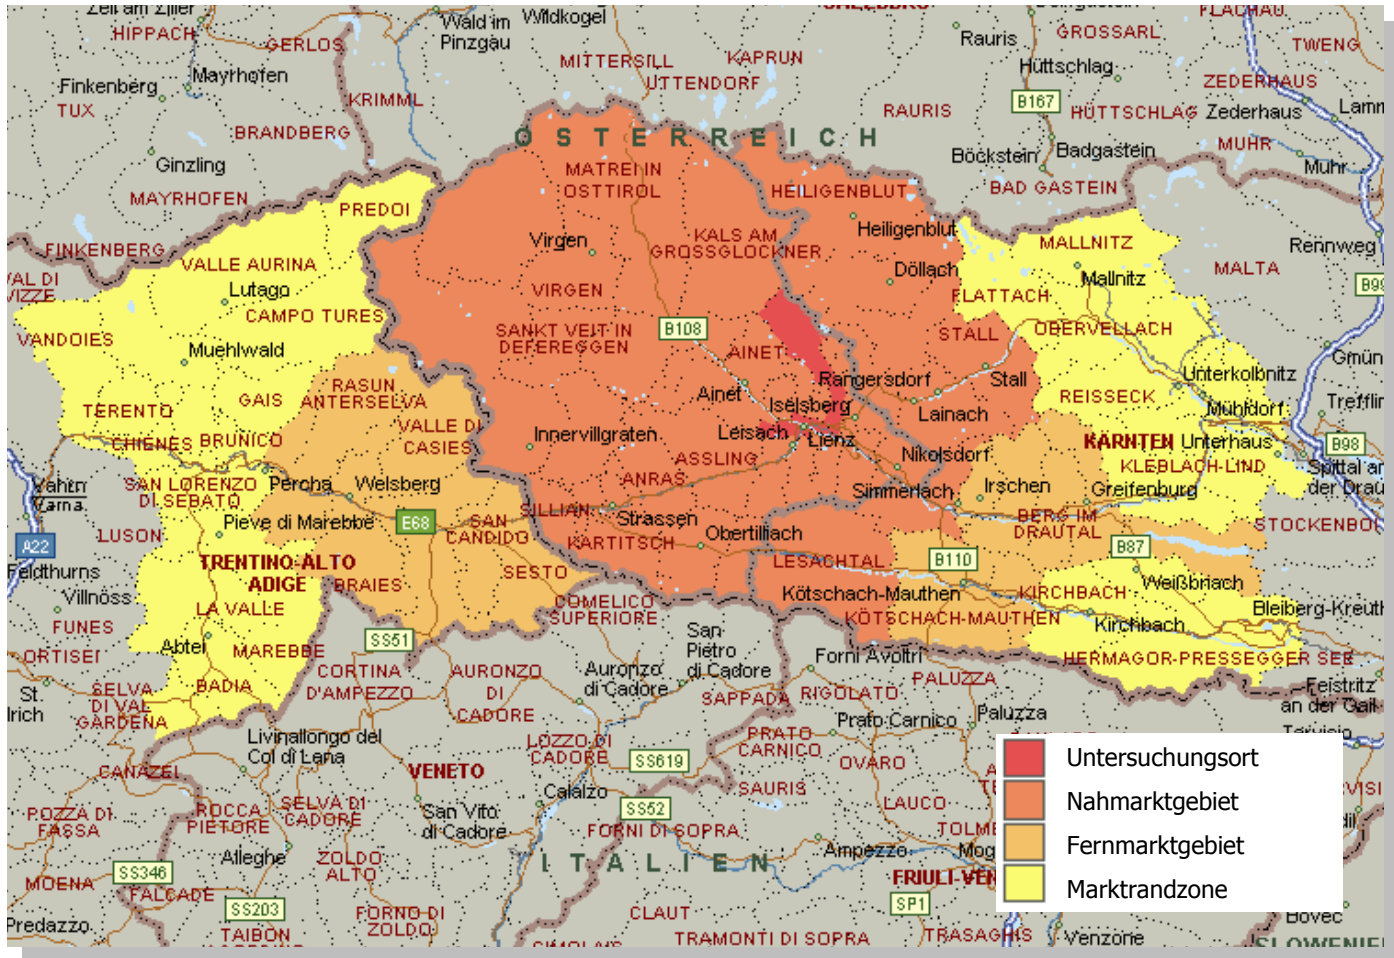 Zell am Ziller
HIPPACH
GERLOS
Wald im
Pinzgau
Wildkogel
Rauris
GROSSARL
FLACHAU
TWENG
MITTERSILL
KAPRUN
UTTENDORF
Hüttschlag
ZEDERHAUS
Finkenberg
Mayrhofen
TUX
KRIMML
RAURIS
B167
HÜTTSCHLAG
Zederhaus
BRANDBERG
ÖSTERREICH
Ginzling
Böckstein
Badgastein
MUHR
Muhr
MATREI IN
OSTTIROL
HEILIGENBLUT
BAD GASTEIN
MAYRHOFEN
PREDOI
Heiligenblut
FINKENBERG
VALLE AURINA
Virgen
KALS AM
GROSSGLOCKNER
MALLNITZ
Rennweg
VAL DI
VIZZE
Lutago
VIRGEN
Döllach
Mallnitz
MALTA
FLATTACH
CAMPO TURES
VANDOIES
SANKT VEIT IN
DEFEREGGEN
B108
STALL
OBERVELLACH
Muehlwald
AINET
RASUN
ANTERSELVA
Rangersdorf
Stall
Unterkolbnitz
GAIS
Ainet
REISSECK
TERENTO
Iselsberg
Lainach
Mühldorf
VALLE DI
CASIES
CHIENES
BRUNICO
Innervillgraten
Leisach
Lienz
KÄRNTEN
Unterhaus
B98
ASSLING
Nikolsdorf
KLEBLACH-LIND
Spittal an
der Drau
Vahrn
Varna
SAN LORENZO
DI SEBATO
Percha
Welsberg
ANRAS
Simmerlach
Irschen
Greifenburg
SILLIAN
Strassen
BERG IM
DRAUTAL
Pieve di Marebbe
E68
SAN
CANDIDO
A22
LUSON
KARTITSCH
Obertilliach
B87
Feldthurns
TRENTINO-ALTO
ADIGE
BRAIES
SESTO
LESACHTAL
B110
Weißbriach
Villnöss
LA VALLE
COMELICO
SUPERIORE
Kötschach-Mauthen
KIRCHBACH
FUNES
SS51
KÖTSCHACH-MAUTHEN
Kirchbach
Abtei
MAREBBE
San
Pietro
di Cadore
ORTISEI
CORTINA
D'AMPEZZO
AURONZO
DI
CADORE
Auronzo
di Cadore
Forni Avoltri
HERMAGOR-PRESSEGGER SEE
St.
BADIA
SELVA
DI VAL
GARDENA
SAPPADA
RIGOLATO
PALUZZA
Feistritz
an der Gail
Livinallongo del
Col di Lana
Prato Carnico
Paluzza
Tarvisio
LOZZO DI
CADORE
PRATO
CARNICO
CANAZEI
VENETO
SS619
OVARO
Calalzo
SAURIS
POZZA DI
FASSA
ROCCA
PIETORE
SELVA DI
CADORE
San Vito
di Cadore
SS52
LAUCO
FORNI DI SOPRA
Alleghe
ZOLDO
ALTO
ITALIEN
Ampezzo
SS346
MOENA
FALCADE
SS203
FORNO DI
ZOLDO
CLAUT
SP1
Predazzo
TAIBON
TRAMONTI DI SOPRA
TRASAGHIS
Venzone
Bovec
Untersuchungsort
Nahmarktgebiet
Fernmarktgebiet
Marktrandzone